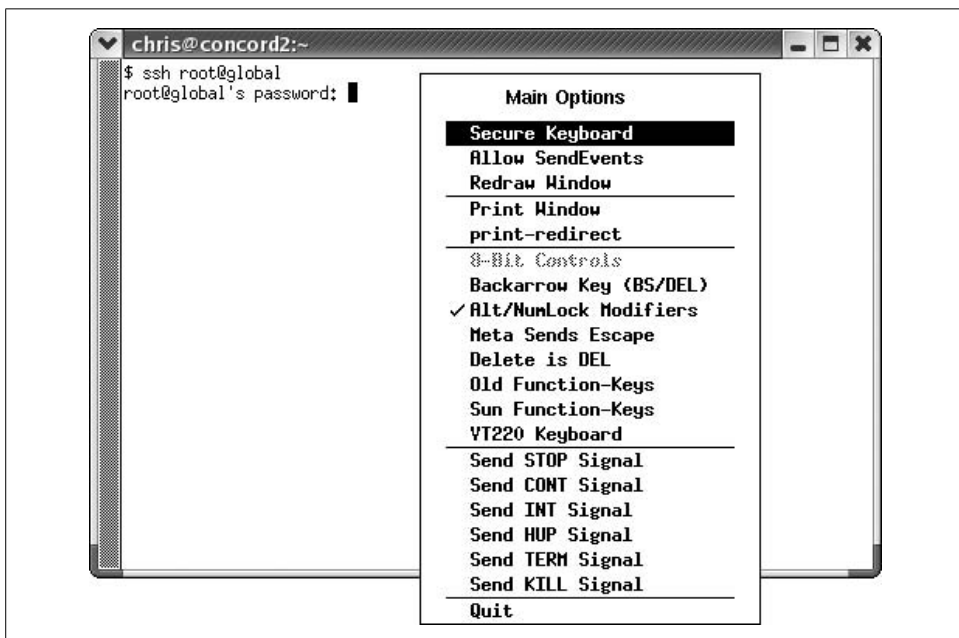 chris@concord2:~
$ ssh root@global
root@global's password:
Main Options
Secure Keyboard
Allow SendEvents
Redraw Window
Print Window
print-redirect
8-Bit Controls
Backarrow Key (BS/DEL)
✓ Alt/NumLock Modifiers
Meta Sends Escape
Delete is DEL
Old Function-Keys
Sun Function-Keys
VT220 Keyboard
Send STOP Signal
Send CONT Signal
Send INT Signal
Send HUP Signal
Send TERM Signal
Send KILL Signal
Quit